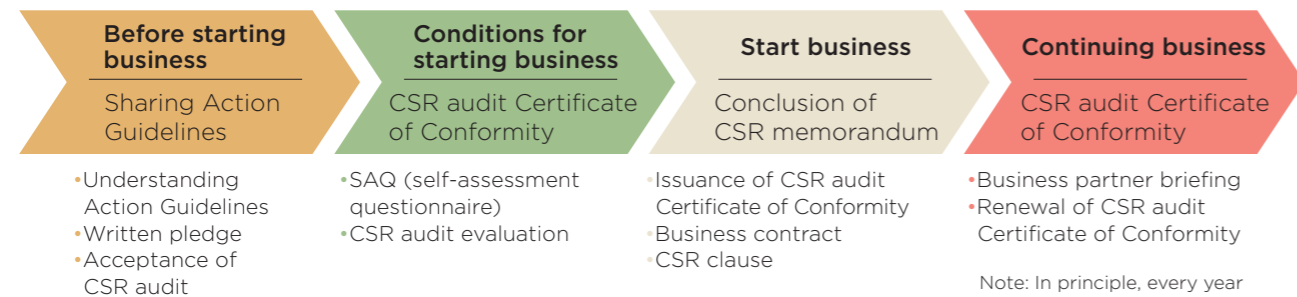 Before starting
business
Sharing Action
Guidelines
•Understanding
Action Guidelines
•Written pledge
•Acceptance of
CSR audit
Conditions for
starting business
CSR audit Certificate
of Conformity
•SAQ (self-assessment
questionnaire)
•CSR audit evaluation
Start business
Conclusion of
CSR memorandum
•Issuance of CSR audit
Certificate of Conformity
•Business contract
•CSR clause
Continuing business
CSR audit Certificate
of Conformity
•Business partner briefing
•Renewal of CSR audit
Certificate of Conformity
Note: In principle, every year